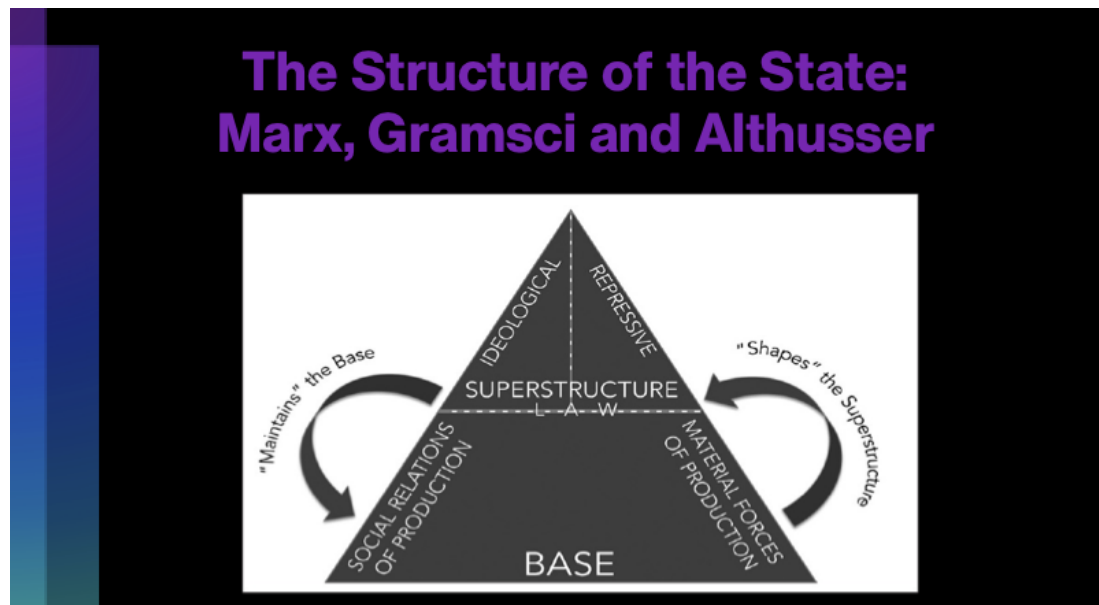 The Structure of the State:
Marx, Gramsci and Althusser
IDEOLOGICAL
REPRESSIVE
"Maintains" the Base
"Shapes" the Superstructure
SUPERSTRUCTURE
L-A-W
SOCIAL RELATIONS
OF PRODUCTION
MATERIAL FORCES
OF PRODUCTION
BASE